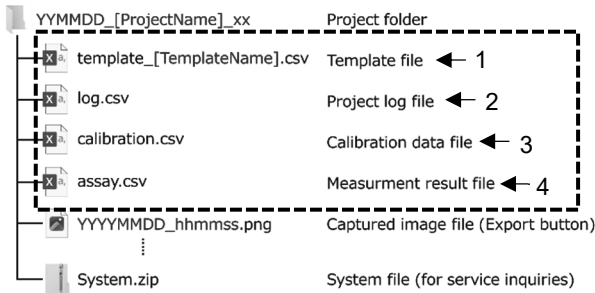 YYMMDD_[ProjectName]_xx Project folder
template_[TemplateName].csv Template file 1
log.csv Project log file 2
calibration.csv Calibration data file 3
assay.csv Measurment result file 4
YYYYMMDD_hhmmss.png Captured image file (Export button)
System.zip System file (for service inquiries)